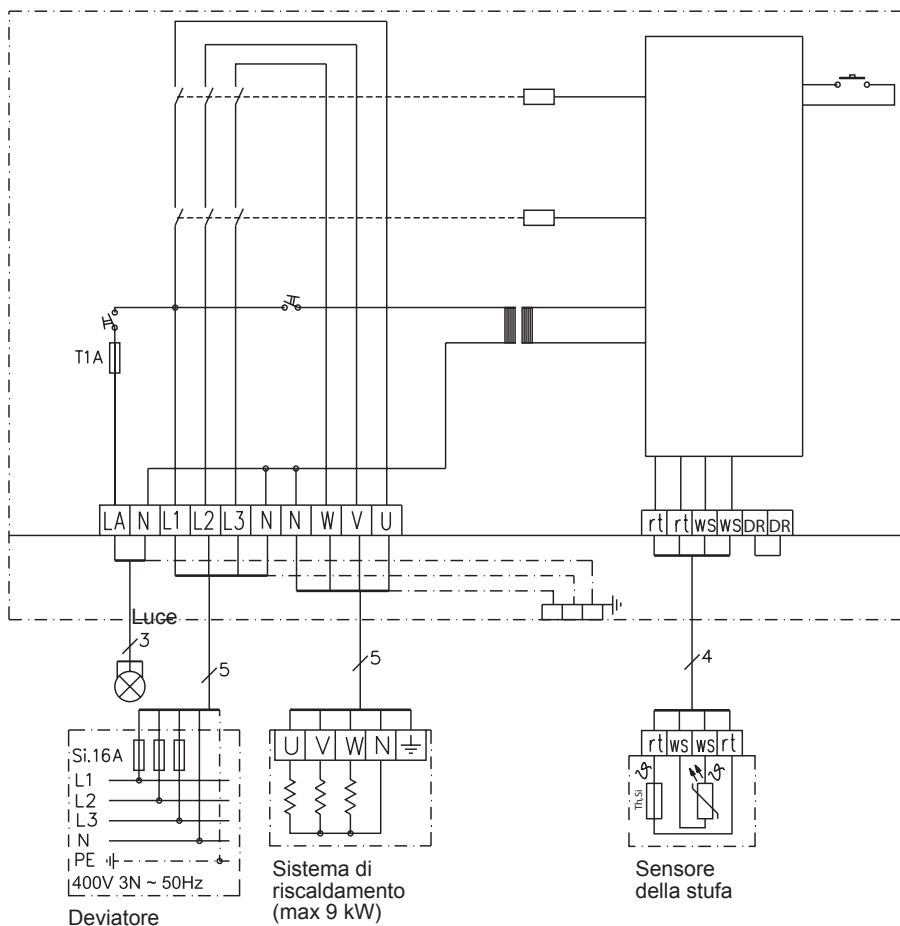 T1A
LA N L1 L2 L3 N N W V U
rt rt ws ws DR DR
Luce
3
5
5
4
Si.16A
L1
L2
L3
N
PE
400V 3N ~ 50Hz
Deviatore
U V W N
Sistema di
riscaldamento
(max 9 kW)
rt ws ws rt
ϑ ϑ
Th.Si
Sensore
della stufa